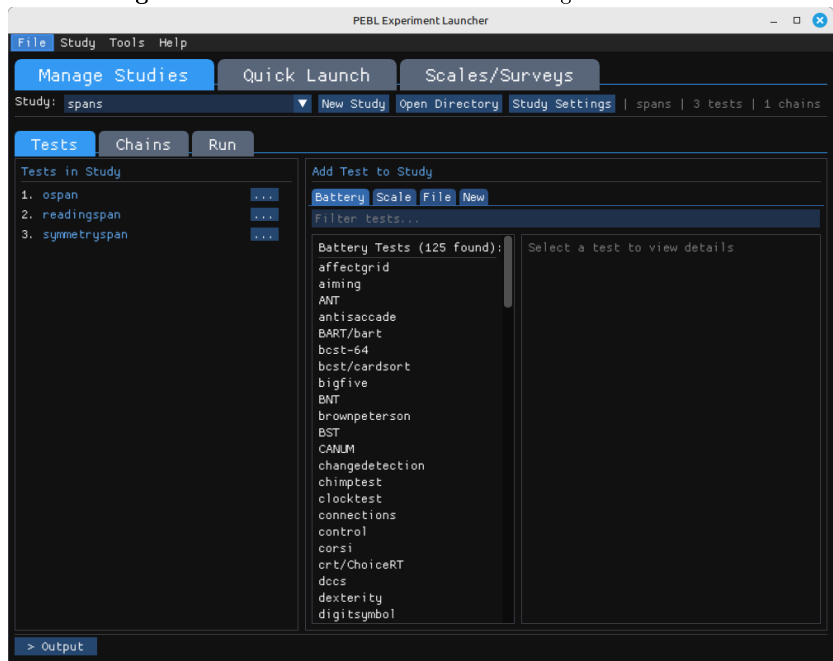 PEBL Experiment Launcher
File Study Tools Help
Manage Studies Quick Launch Scales/Surveys
Study: spans New Study Open Directory Study Settings | spans | 3 tests | 1 chains
Tests Chains Run
Tests in Study
1. ospan ...
2. readingspan ...
3. symmetryspan ...
Add Test to Study
Battery Scale File New
Filter tests...
Battery Tests (125 found):
affectgrid
aiming
ANT
antisaccade
BART/bart
bcst-64
bcst/cardsort
bigfive
BNT
brownpeterson
BST
CANUM
changedetection
chimptest
clocktest
connections
control
corsi
crt/ChoiceRT
dccs
dexterity
digitsymbol
Select a test to view details
> Output